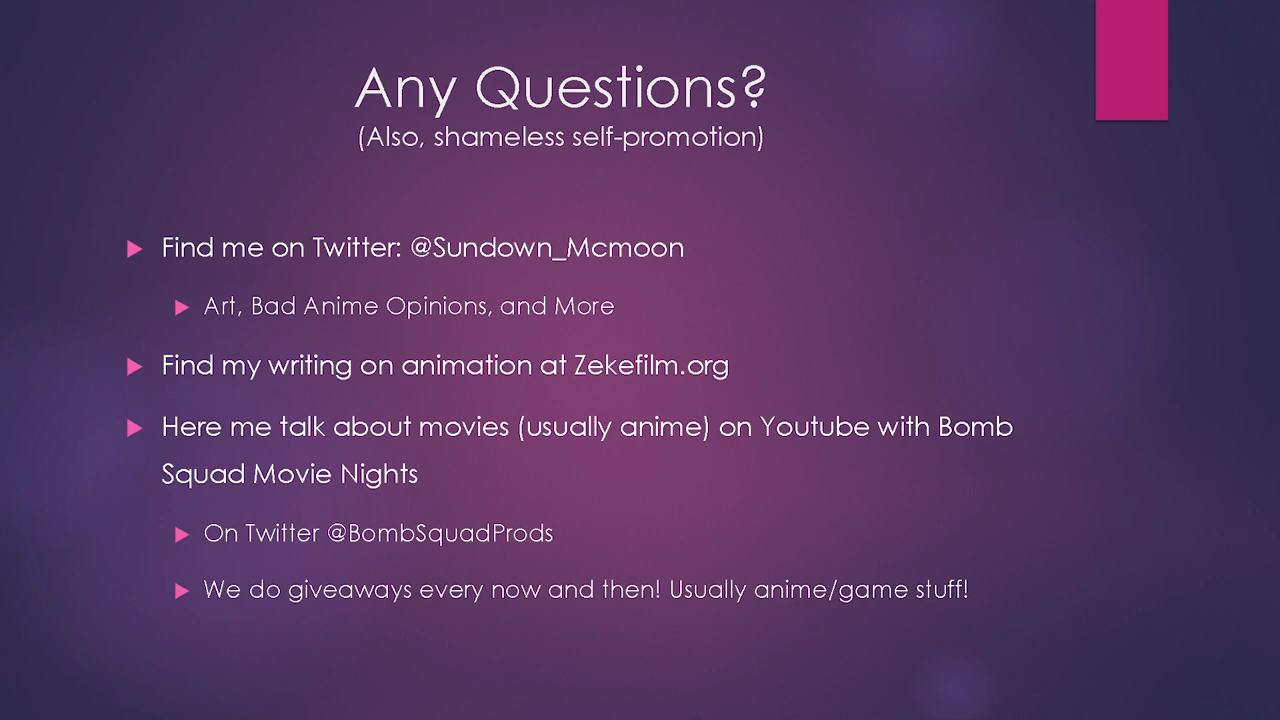 Any Questions?
(Also, shameless self-promotion)
Find me on Twitter: @Sundown_Mcmoon
Art, Bad Anime Opinions, and More
Find my writing on animation at Zekefilm.org
Here me talk about movies (usually anime) on Youtube with Bomb
Squad Movie Nights
On Twitter @BombSquadProds
We do giveaways every now and then! Usually anime/game stuff!